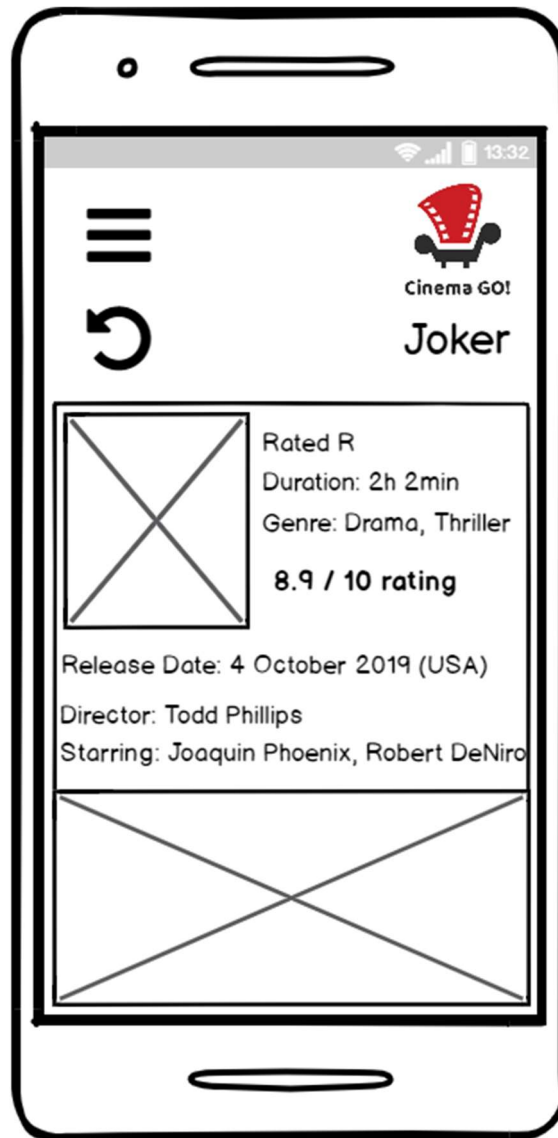 13:32
Cinema GO!
Joker
Rated R
Duration: 2h 2min
Genre: Drama, Thriller
8.9 / 10 rating
Release Date: 4 October 2019 (USA)
Director: Todd Phillips
Starring: Joaquin Phoenix, Robert DeNiro